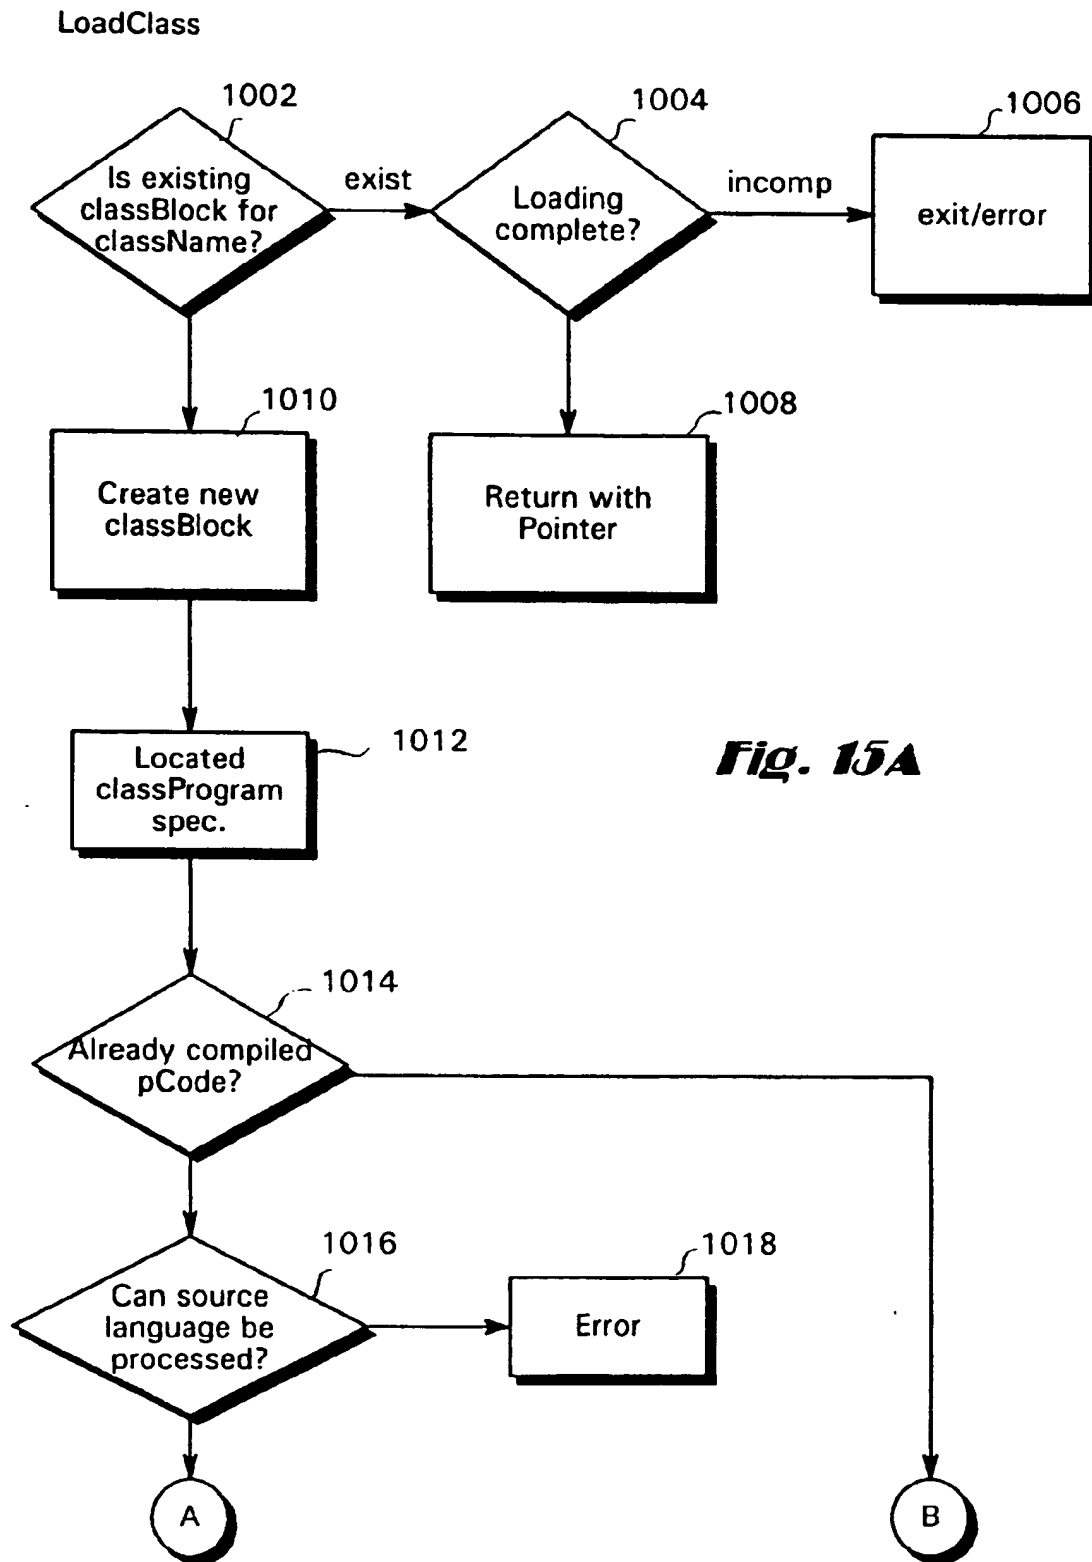 LoadClass
1002
1004
1006
Is existing
classBlock for
className?
exist
Loading
complete?
incomp
exit/error
1010
1008
Create new
classBlock
Return with
Pointer
1012
Located
classProgram
spec.
Fig. 15A
1014
Already compiled
pCode?
1016
1018
Can source
language be
processed?
Error
A
B